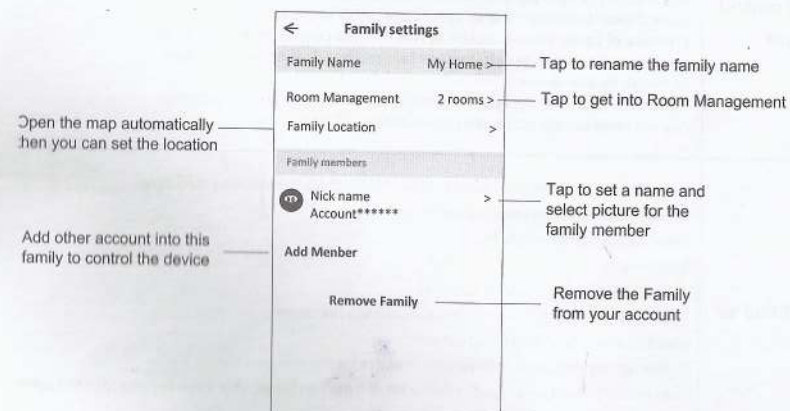 ← Family settings
Family Name My Home >
Tap to rename the family name
Room Management 2 rooms >
Tap to get into Room Management
Open the map automatically
then you can set the location
Family Location >
Family members
Nick name >
Account******
Tap to set a name and
select picture for the
family member
Add other account into this
family to control the device
Add Menber
Remove Family
Remove the Family
from your account